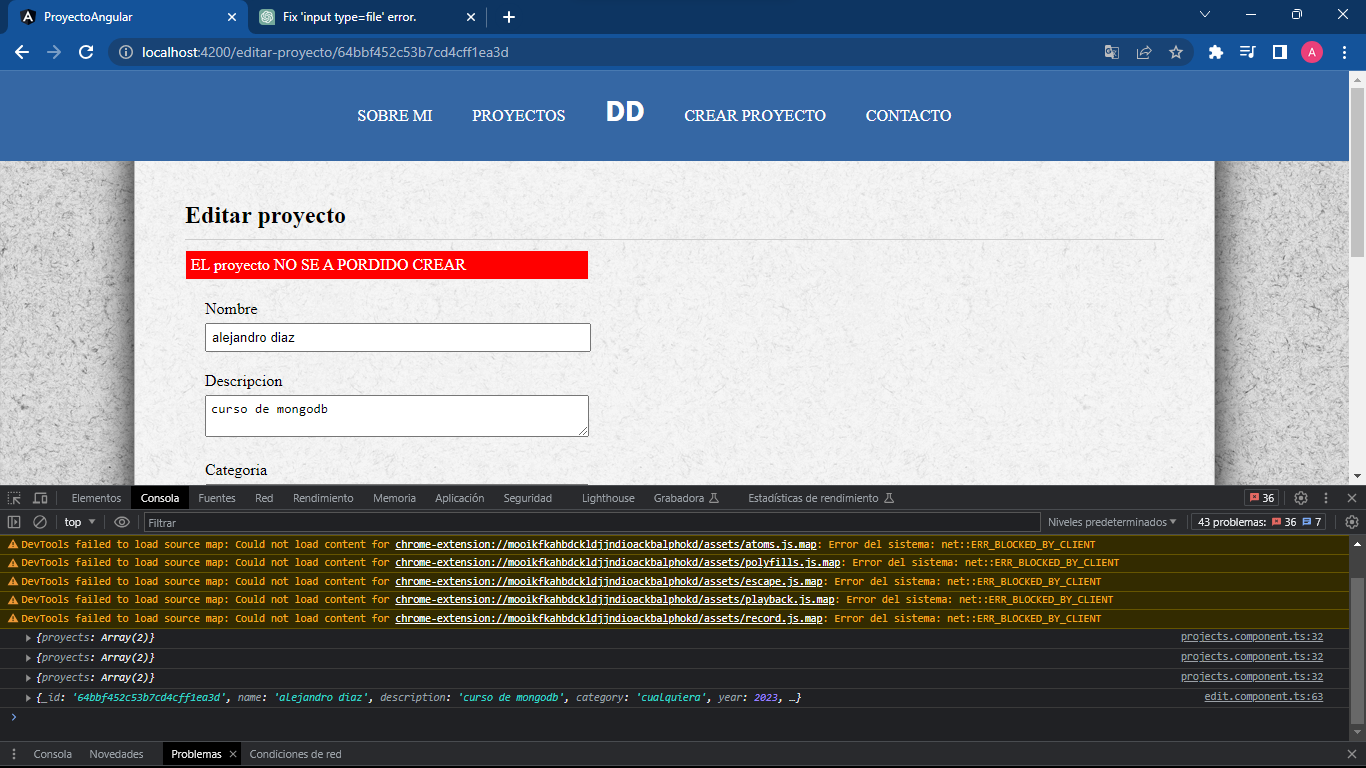 ProyectoAngular
Fix 'input type=file' error.
localhost:4200/editar-proyecto/64bbf452c53b7cd4cff1ea3d
A
SOBRE MI PROYECTOS DD CREAR PROYECTO CONTACTO
Editar proyecto
EL proyecto NO SE A PORDIDO CREAR
Nombre
alejandro diaz
Descripcion
curso de mongodb
Categoria
Elementos Consola Fuentes Red Rendimiento Memoria Aplicación Seguridad Lighthouse Grabadora Estadísticas de rendimiento 36
top Filtrar Niveles predeterminados 43 problemas: 36 7
DevTools failed to load source map: Could not load content for chrome-extension://mooikfkahbdckldjjndioackbalphokd/assets/atoms.js.map: Error del sistema: net::ERR_BLOCKED_BY_CLIENT
DevTools failed to load source map: Could not load content for chrome-extension://mooikfkahbdckldjjndioackbalphokd/assets/polyfills.js.map: Error del sistema: net::ERR_BLOCKED_BY_CLIENT
DevTools failed to load source map: Could not load content for chrome-extension://mooikfkahbdckldjjndioackbalphokd/assets/escape.js.map: Error del sistema: net::ERR_BLOCKED_BY_CLIENT
DevTools failed to load source map: Could not load content for chrome-extension://mooikfkahbdckldjjndioackbalphokd/assets/playback.js.map: Error del sistema: net::ERR_BLOCKED_BY_CLIENT
DevTools failed to load source map: Could not load content for chrome-extension://mooikfkahbdckldjjndioackbalphokd/assets/record.js.map: Error del sistema: net::ERR_BLOCKED_BY_CLIENT
{proyects: Array(2)} projects.component.ts:32
{proyects: Array(2)} projects.component.ts:32
{proyects: Array(2)} projects.component.ts:32
{_id: '64bbf452c53b7cd4cff1ea3d', name: 'alejandro diaz', description: 'curso de mongodb', category: 'cualquiera', year: 2023, …} edit.component.ts:63
Consola Novedades Problemas Condiciones de red